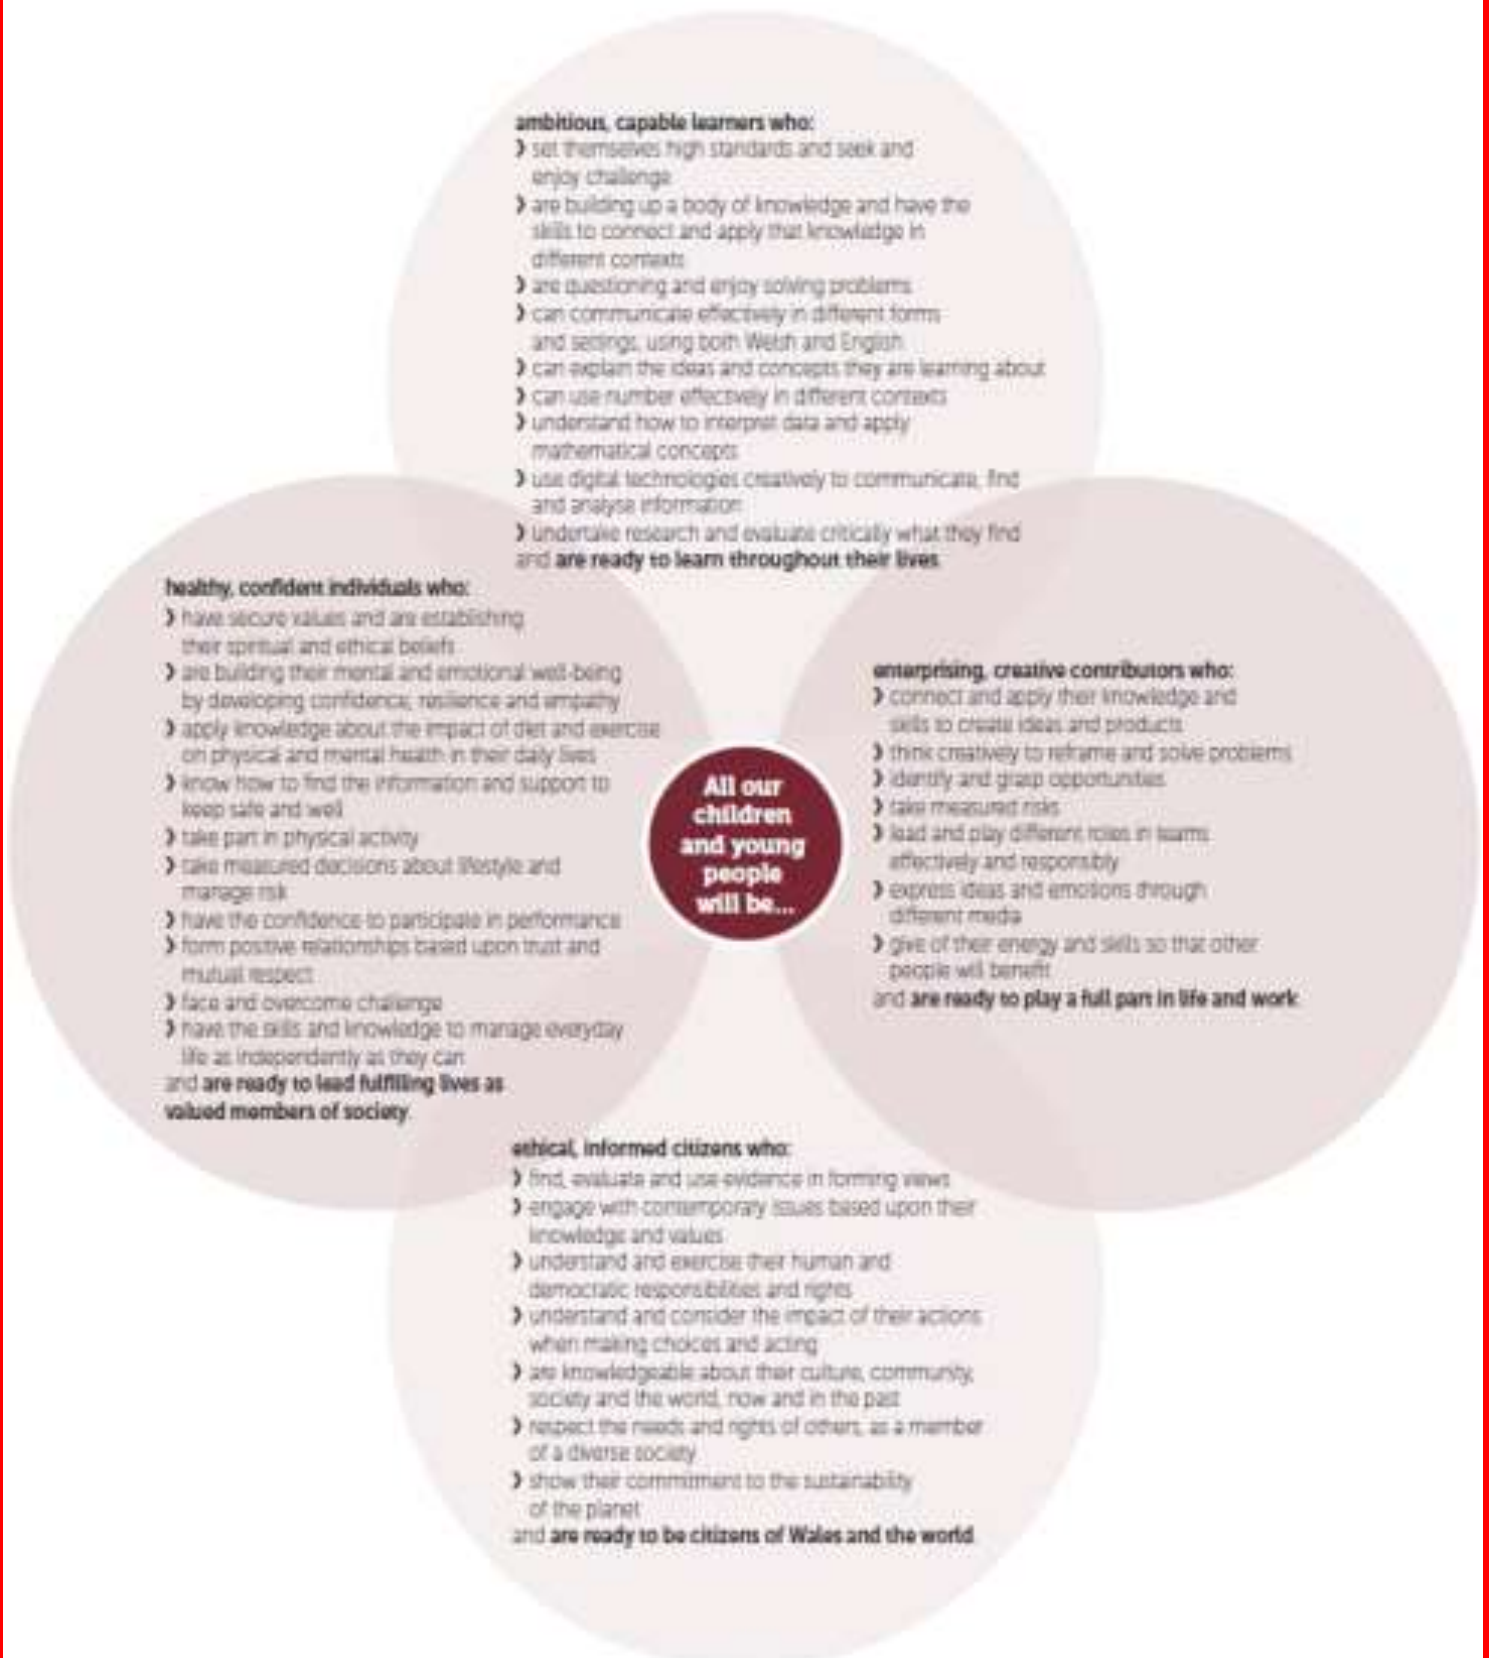 ambitious, capable learners who:
❯ set themselves high standards and seek and
enjoy challenge
❯ are building up a body of knowledge and have the
skills to connect and apply that knowledge in
different contexts
❯ are questioning and enjoy solving problems
❯ can communicate effectively in different forms
and settings, using both Welsh and English
❯ can explain the ideas and concepts they are learning about
❯ can use number effectively in different contexts
❯ understand how to interpret data and apply
mathematical concepts
❯ use digital technologies creatively to communicate, find
and analyse information
❯ undertake research and evaluate critically what they find
and are ready to learn throughout their lives.
healthy, confident individuals who:
❯ have secure values and are establishing
their spiritual and ethical beliefs
❯ are building their mental and emotional well-being
by developing confidence, resilience and empathy
❯ apply knowledge about the impact of diet and exercise
on physical and mental health in their daily lives
❯ know how to find the information and support to
keep safe and well
❯ take part in physical activity
❯ take measured decisions about lifestyle and
manage risk
❯ have the confidence to participate in performance
❯ form positive relationships based upon trust and
mutual respect
❯ face and overcome challenge
❯ have the skills and knowledge to manage everyday
life as independently as they can
and are ready to lead fulfilling lives as
valued members of society.
All our
children
and young
people
will be...
enterprising, creative contributors who:
❯ connect and apply their knowledge and
skills to create ideas and products
❯ think creatively to reframe and solve problems
❯ identify and grasp opportunities
❯ take measured risks
❯ lead and play different roles in teams
effectively and responsibly
❯ express ideas and emotions through
different media
❯ give of their energy and skills so that other
people will benefit
and are ready to play a full part in life and work.
ethical, informed citizens who:
❯ find, evaluate and use evidence in forming views
❯ engage with contemporary issues based upon their
knowledge and values
❯ understand and exercise their human and
democratic responsibilities and rights
❯ understand and consider the impact of their actions
when making choices and acting
❯ are knowledgeable about their culture, community,
society and the world, now and in the past
❯ respect the needs and rights of others, as a member
of a diverse society
❯ show their commitment to the sustainability
of the planet
and are ready to be citizens of Wales and the world.